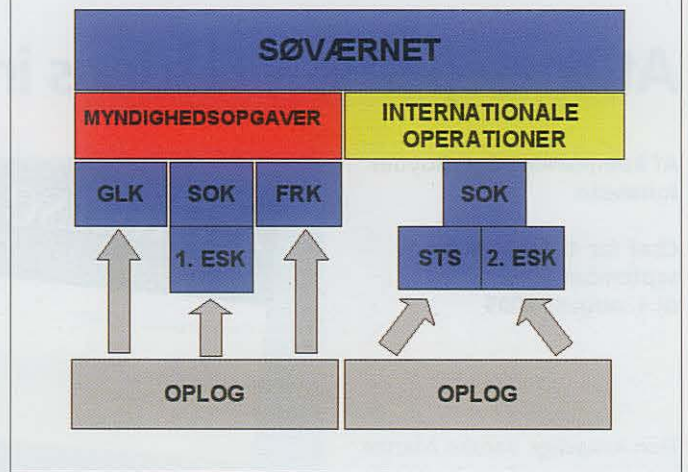 SØVÆRNET
MYNDIGHEDSOPGAVER
INTERNATIONALE
OPERATIONER
GLK SOK FRK
SOK
1. ESK
STS 2. ESK
OPLOG
OPLOG